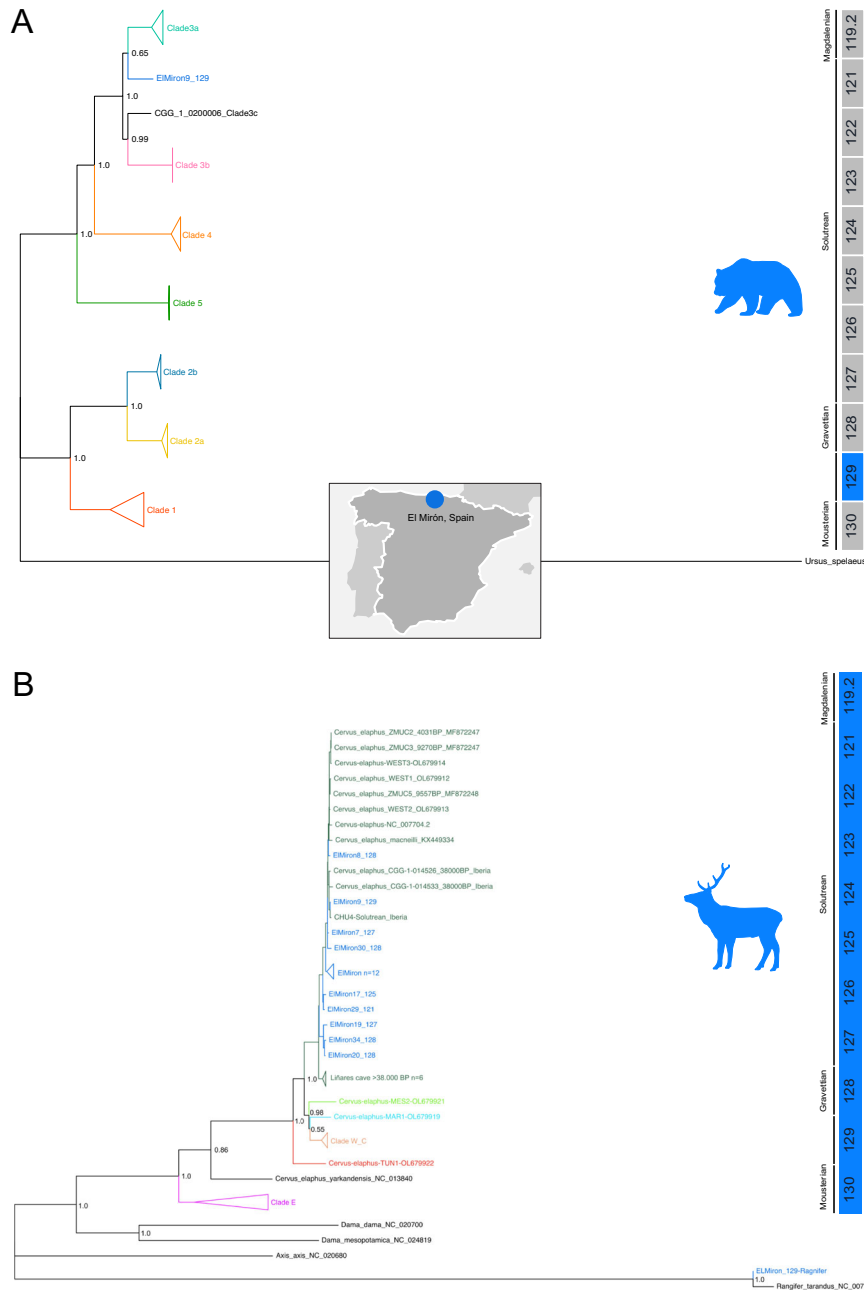 A
Clade3a
0.65
ElMiron9_129
1.0
CGG_1_0200006_Clade3c
0.99
Clade 3b
1.0
Clade 4
1.0
Clade 5
Clade 2b
1.0
Clade 2a
1.0
Clade 1
Ursus_spelaeus
El Mirón, Spain
Magdalenian
Solutrean
Gravettian
Mousterian
119.2
121
122
123
124
125
126
127
128
129
130
B
Cervus_elaphus_ZMUC2_4031BP_MF872247
Cervus_elaphus_ZMUC3_9270BP_MF872247
Cervus-elaphus-WEST3-OL679914
Cervus_elaphus_WEST1_OL679912
Cervus_elaphus_ZMUC5_9557BP_MF872248
Cervus_elaphus_WEST2_OL679913
Cervus-elaphus-NC_007704.2
Cervus_elaphus_macneilli_KX449334
ElMiron8_128
Cervus_elaphus_CGG-1-014526_38000BP_Iberia
Cervus_elaphus_CGG-1-014533_38000BP_Iberia
ElMiron9_129
CHU4-Solutrean_Iberia
ElMiron7_127
ElMiron30_128
ElMiron n=12
ElMiron17_125
ElMiron29_121
ElMiron19_127
ElMiron34_128
ElMiron20_128
1.0
Liñares cave >38.000 BP n=6
Cervus-elaphus-MES2-OL679921
0.98
1.0
Cervus-elaphus-MAR1-OL679919
0.55
Clade W_C
Cervus-elaphus-TUN1-OL679922
0.86
Cervus_elaphus_yarkandensis_NC_013840
1.0
Clade E
1.0
Dama_dama_NC_020700
1.0
Dama_mesopotamica_NC_024819
Axis_axis_NC_020680
ELMiron_129-Ragnifer
1.0
Rangifer_tarandus_NC_007
Magdalenian
Solutrean
Gravettian
Mousterian
119.2
121
122
123
124
125
126
127
128
129
130